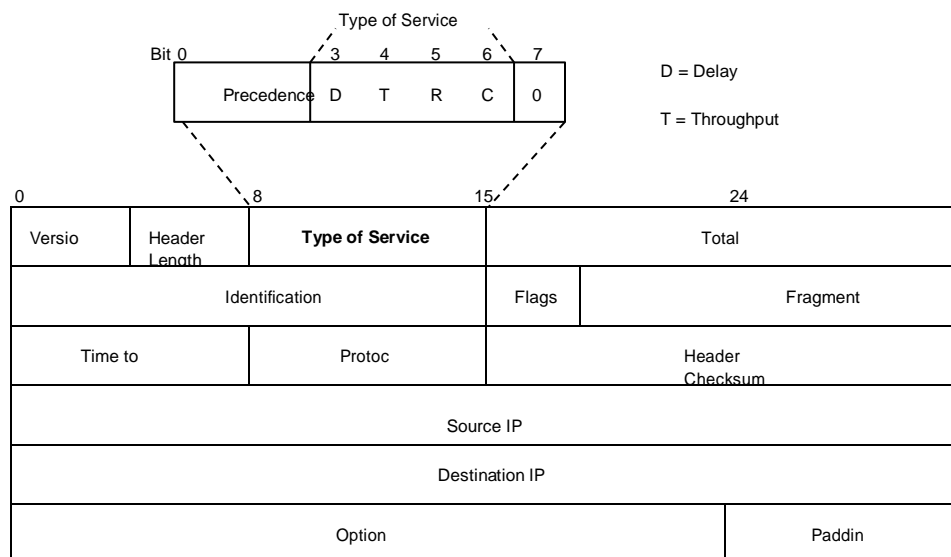 Type of Service
Bit 0 3 4 5 6 7
Precedence D T R C 0
D = Delay
T = Throughput
0 8 15 24
Versio Header Length Type of Service Total
Identification Flags Fragment
Time to Protoc Header Checksum
Source IP
Destination IP
Option Paddin